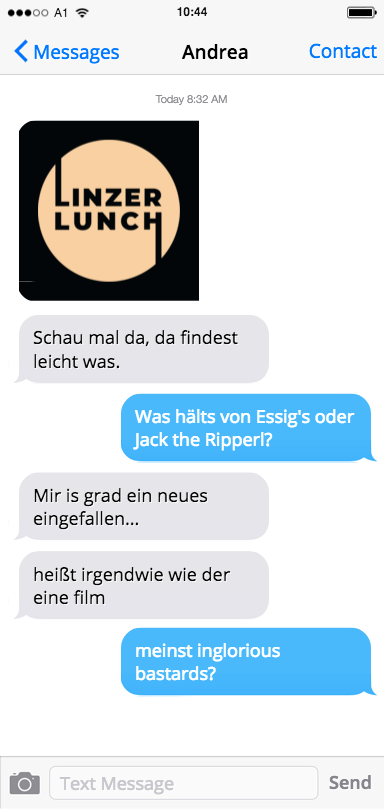 A1 10:44
Messages Andrea Contact
Today 8:32 AM
LINZER
LUNCH
Schau mal da, da findest
leicht was.
Was hälts von Essig's oder
Jack the Ripperl?
Mir is grad ein neues
eingefallen...
heißt irgendwie wie der
eine film
meinst inglorious
bastards?
Text Message Send